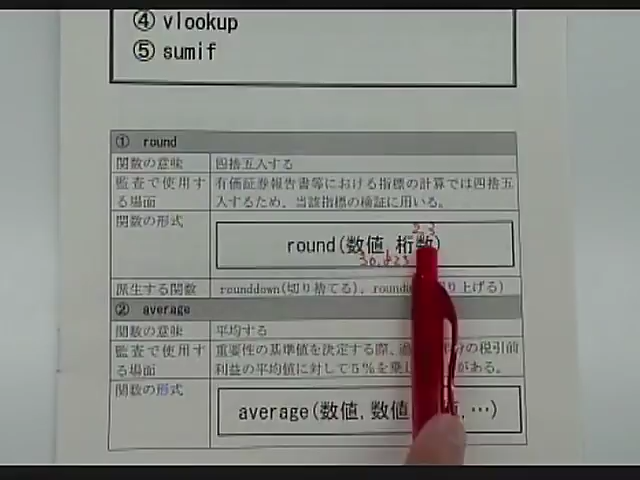 ④ vlookup
⑤ sumif
① round
関数の意味 四捨五入する
監査で使用す 有価証券報告書等における指標の計算では四捨五
る場面 入するため、当該指標の検証に用いる。
関数の形式
round(数値,桁数)
派生する関数 rounddown(切り捨てる)、round り上げる)
② average
関数の意味 平均する
監査で使用す 重要性の基準値を決定する際、過 分の税引前
る場面 利益の平均値に対して5%を乗 がある。
関数の形式
average(数値,数値, ,…)